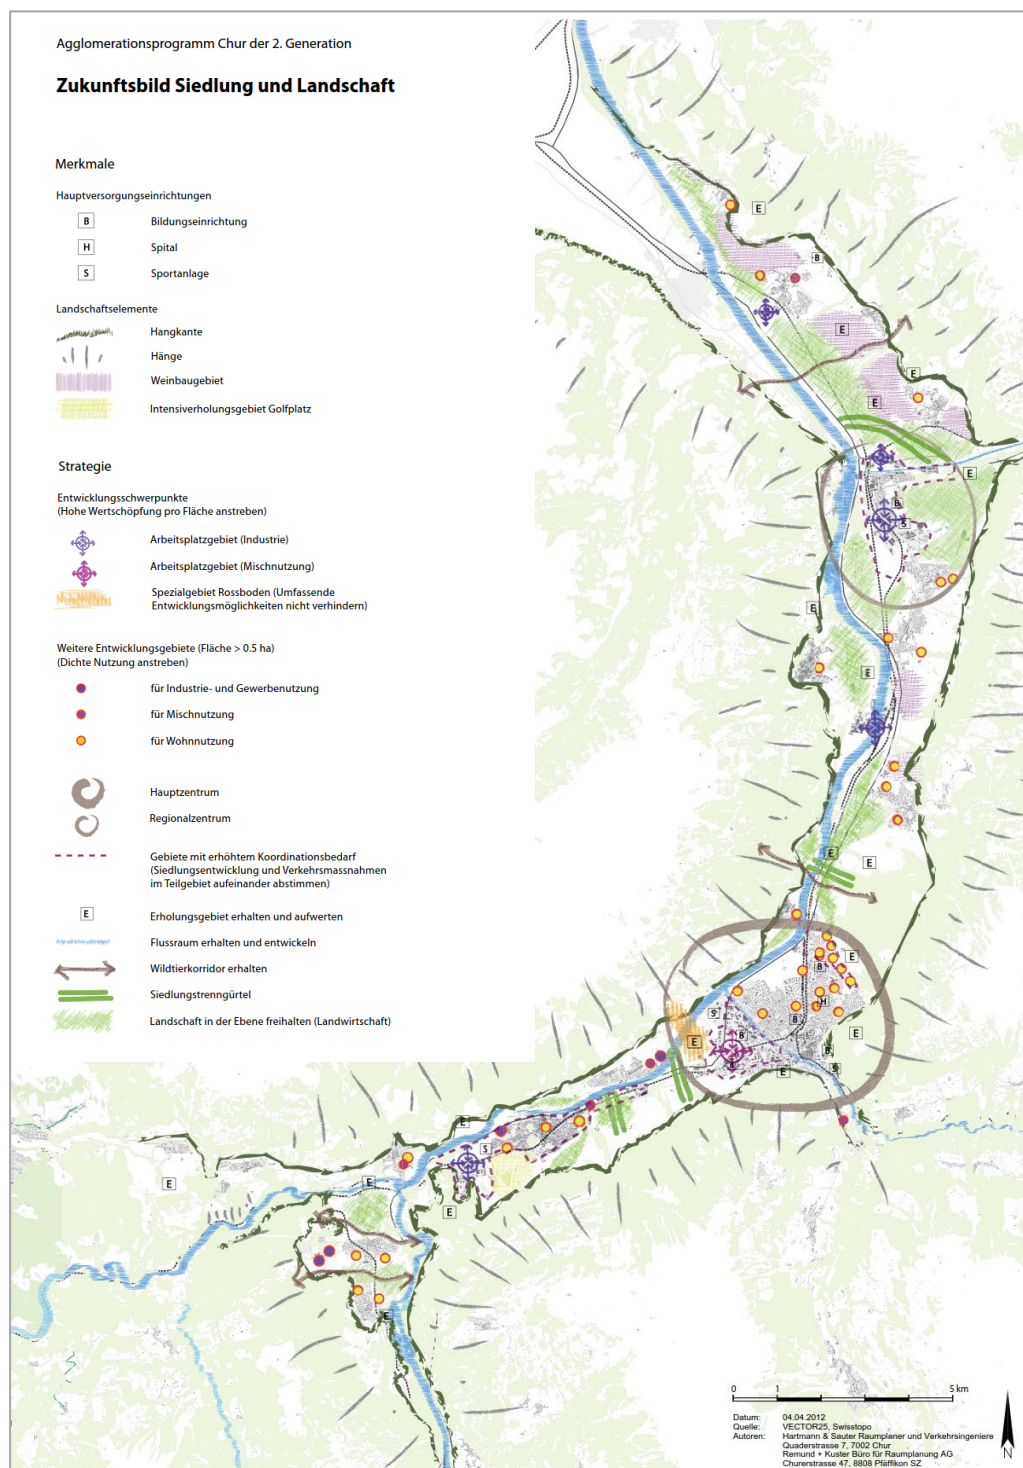 Agglomerationsprogramm Chur der 2. Generation
Zukunftsbild Siedlung und Landschaft
Merkmale
Hauptversorgungseinrichtungen
B Bildungseinrichtung
H Spital
S Sportanlage
Landschaftselemente
Hangkante
Hänge
Weinbaugebiet
Intensiverholungsgebiet Golfplatz
Strategie
Entwicklungsschwerpunkte
(Hohe Wertschöpfung pro Fläche anstreben)
Arbeitsplatzgebiet (Industrie)
Arbeitsplatzgebiet (Mischnutzung)
Spezialgebiet Rossboden (Umfassende
Entwicklungsmöglichkeiten nicht verhindern)
Weitere Entwicklungsgebiete (Fläche > 0.5 ha)
(Dichte Nutzung anstreben)
für Industrie- und Gewerbenutzung
für Mischnutzung
für Wohnnutzung
Hauptzentrum
Regionalzentrum
Gebiete mit erhöhtem Koordinationsbedarf
(Siedlungsentwicklung und Verkehrsmassnahmen
im Teilgebiet aufeinander abstimmen)
E Erholungsgebiet erhalten und aufwerten
Flussraum erhalten und entwickeln
Wildtierkorridor erhalten
Siedlungstrenngürtel
Landschaft in der Ebene freihalten (Landwirtschaft)
E
B
E
E
E
E
B
S
E
E
E
E
B
E
H
S
B
B
E
E
B
S
E
E
S
E
E
E
E
0 1 5 km
Datum: 04.04.2012
Quelle: VECTOR25, Swisstopo
Autoren: Hartmann & Sauter Raumplaner und Verkehrsingeniere
Quaderstrasse 7, 7002 Chur
Remund + Kuster Büro für Raumplanung AG
Churerstrasse 47, 8808 Pfäffikon SZ
N